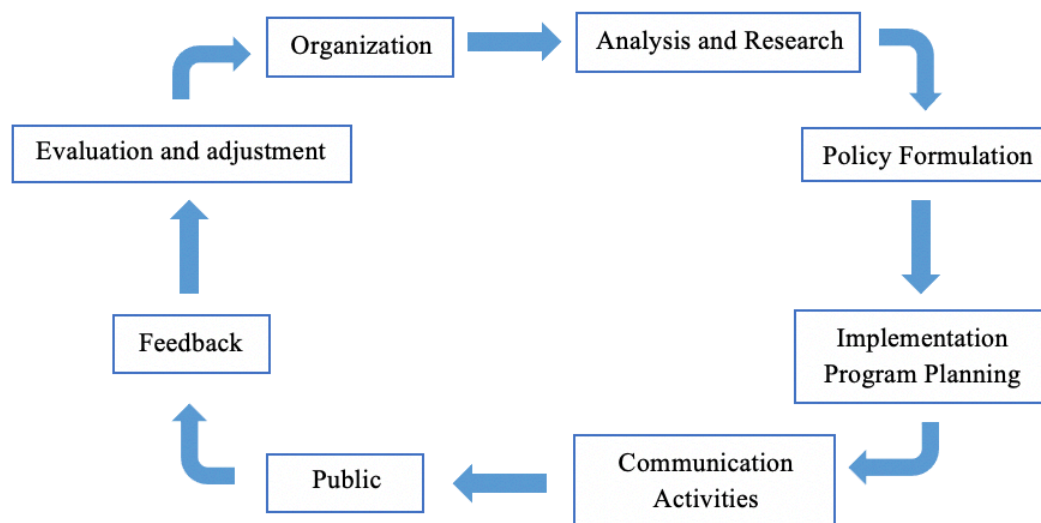 Organization
Analysis and Research
Evaluation and adjustment
Policy Formulation
Feedback
Implementation
Program Planning
Public
Communication
Activities